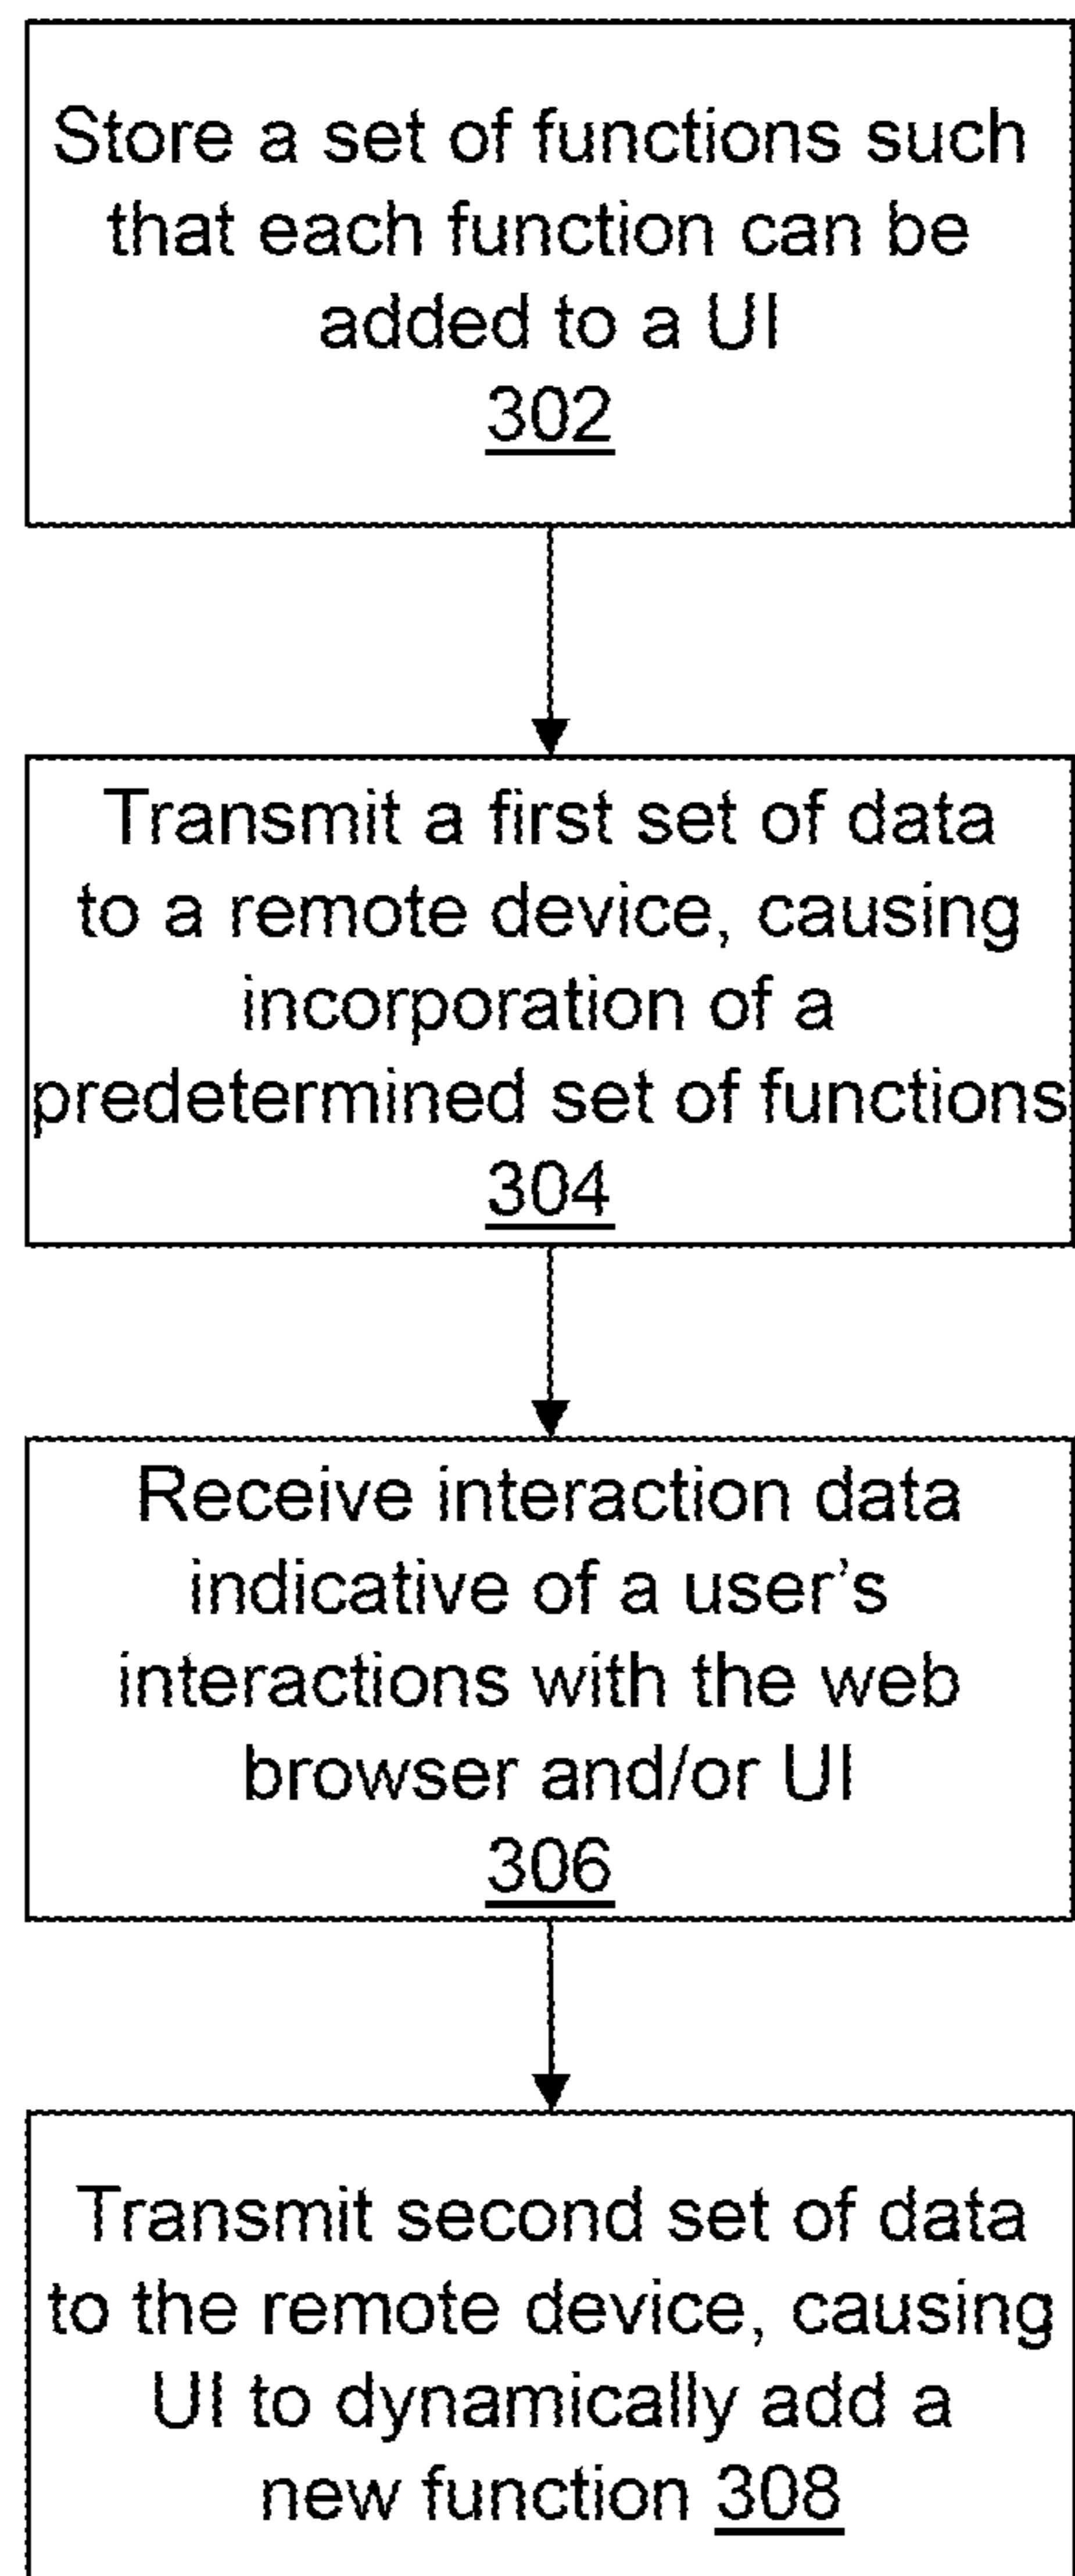 Store a set of functions such
that each function can be
added to a UI
302
Transmit a first set of data
to a remote device, causing
incorporation of a
predetermined set of functions
304
Receive interaction data
indicative of a user’s
interactions with the web
browser and/or UI
306
Transmit second set of data
to the remote device, causing
UI to dynamically add a
new function 308